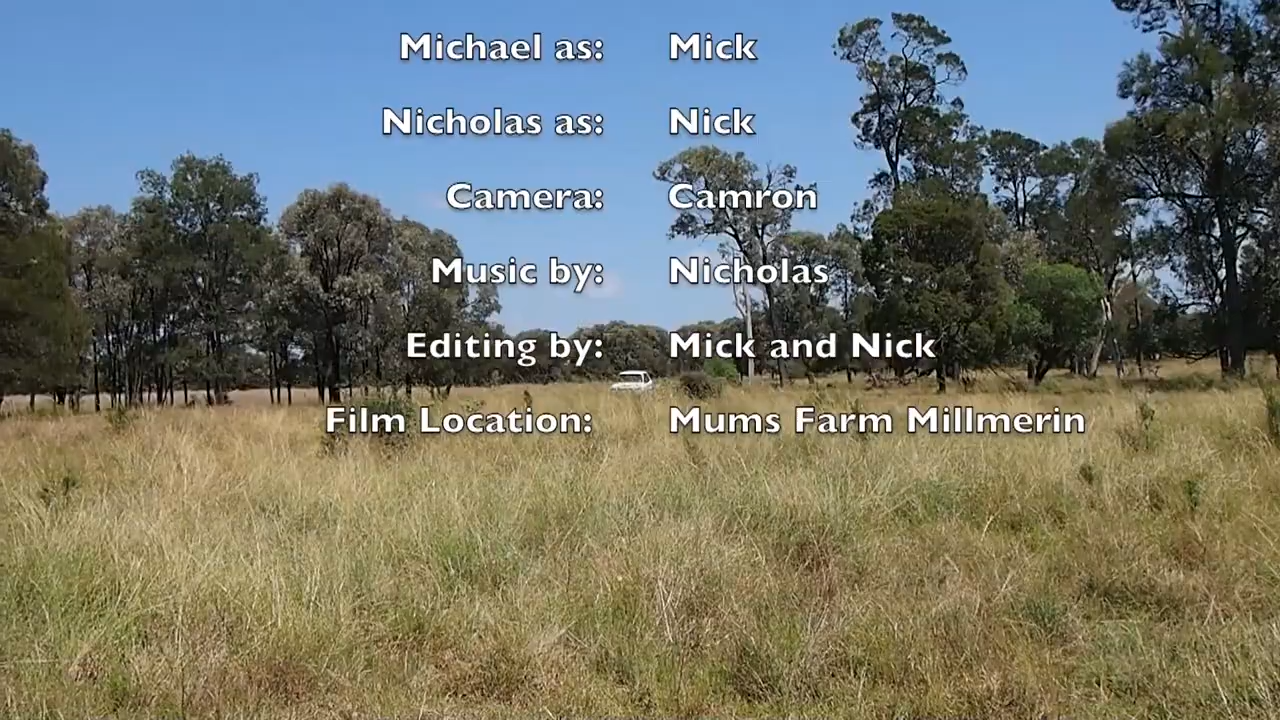 Michael as: Mick
Nicholas as: Nick
Camera: Camron
Music by: Nicholas
Editing by: Mick and Nick
Film Location: Mums Farm Millmerin